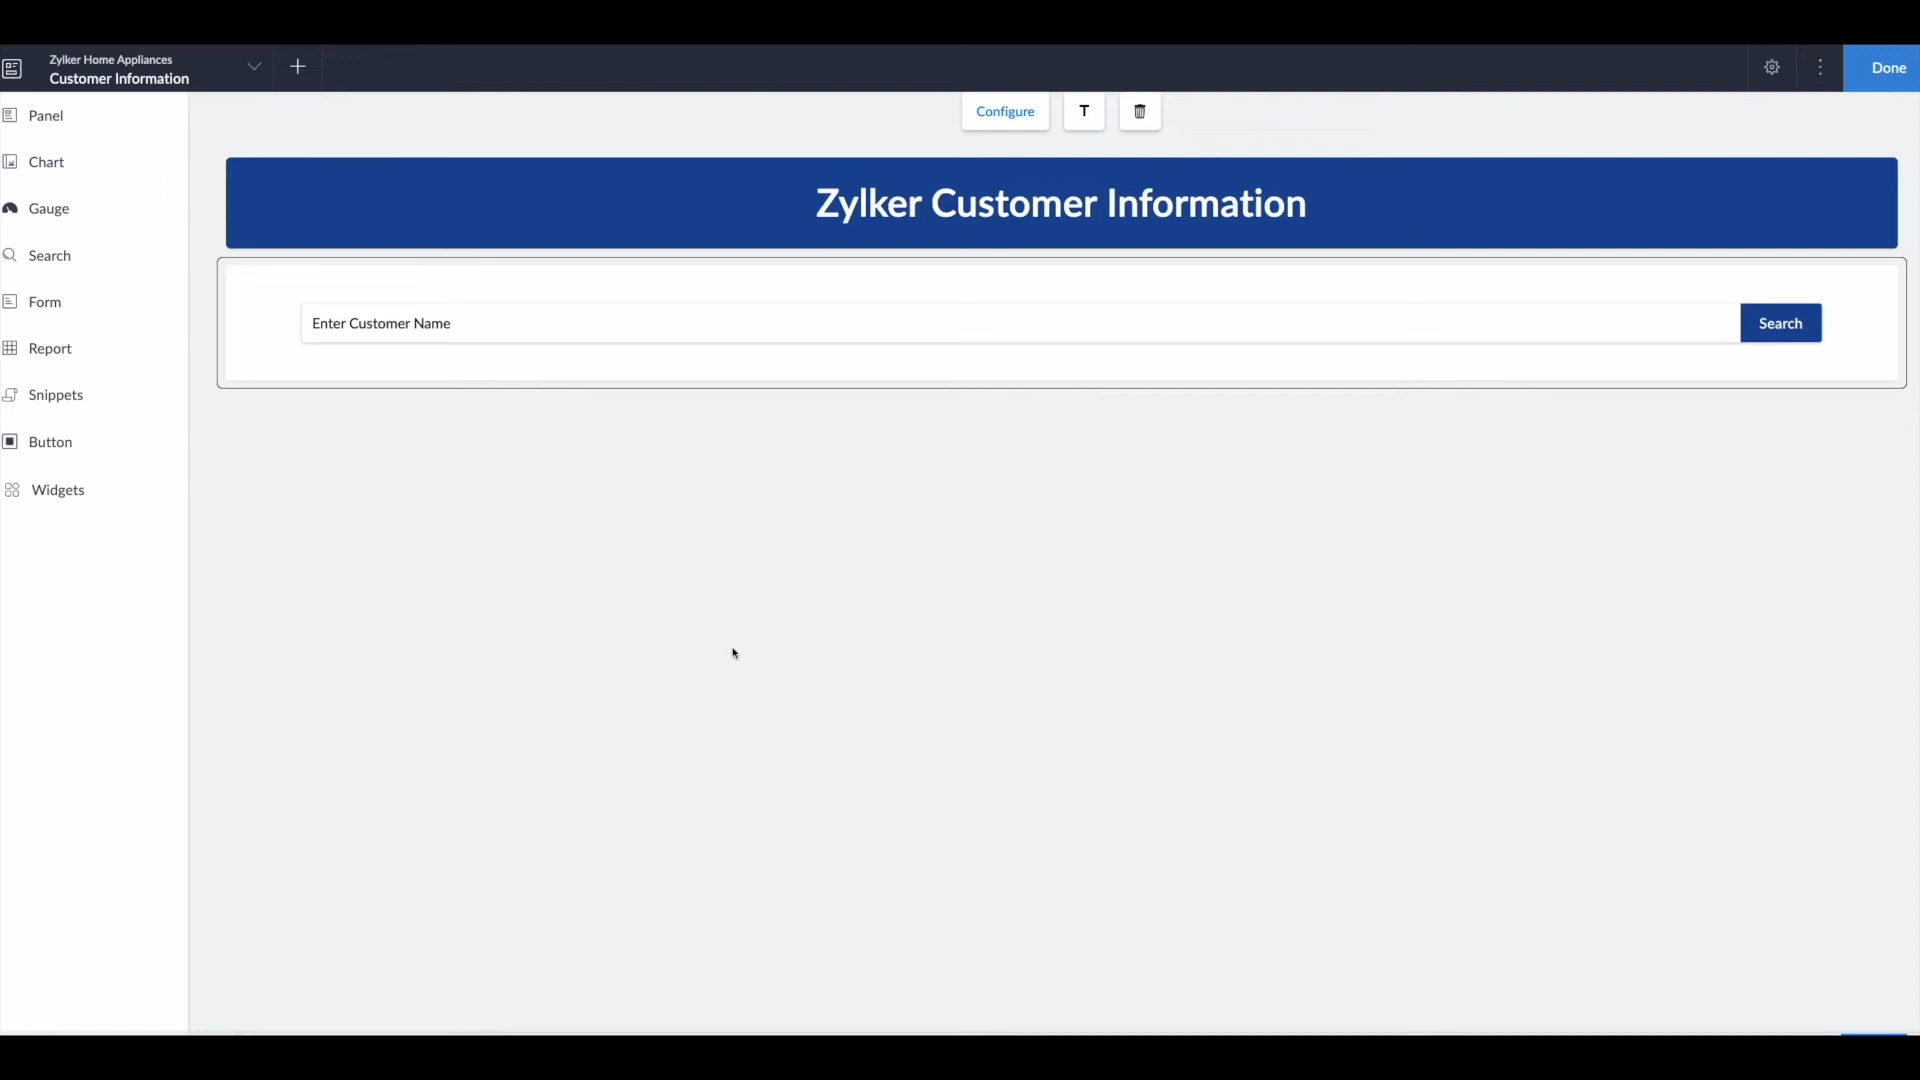 Zylker Home Appliances
Customer Information
Done
Panel
Chart
Gauge
Search
Form
Report
Snippets
Button
Widgets
Configure
T
Zylker Customer Information
Enter Customer Name
Search